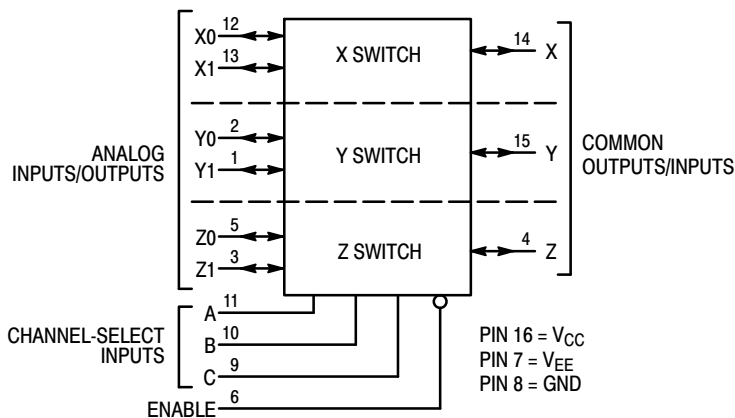 X0 12
X1 13
X SWITCH
14 X
Y0 2
Y1 1
Y SWITCH
15 Y
ANALOG
INPUTS/OUTPUTS
COMMON
OUTPUTS/INPUTS
Z0 5
Z1 3
Z SWITCH
4 Z
CHANNEL-SELECT
INPUTS
A 11
B 10
C 9
ENABLE 6
PIN 16 = VCC
PIN 7 = VEE
PIN 8 = GND